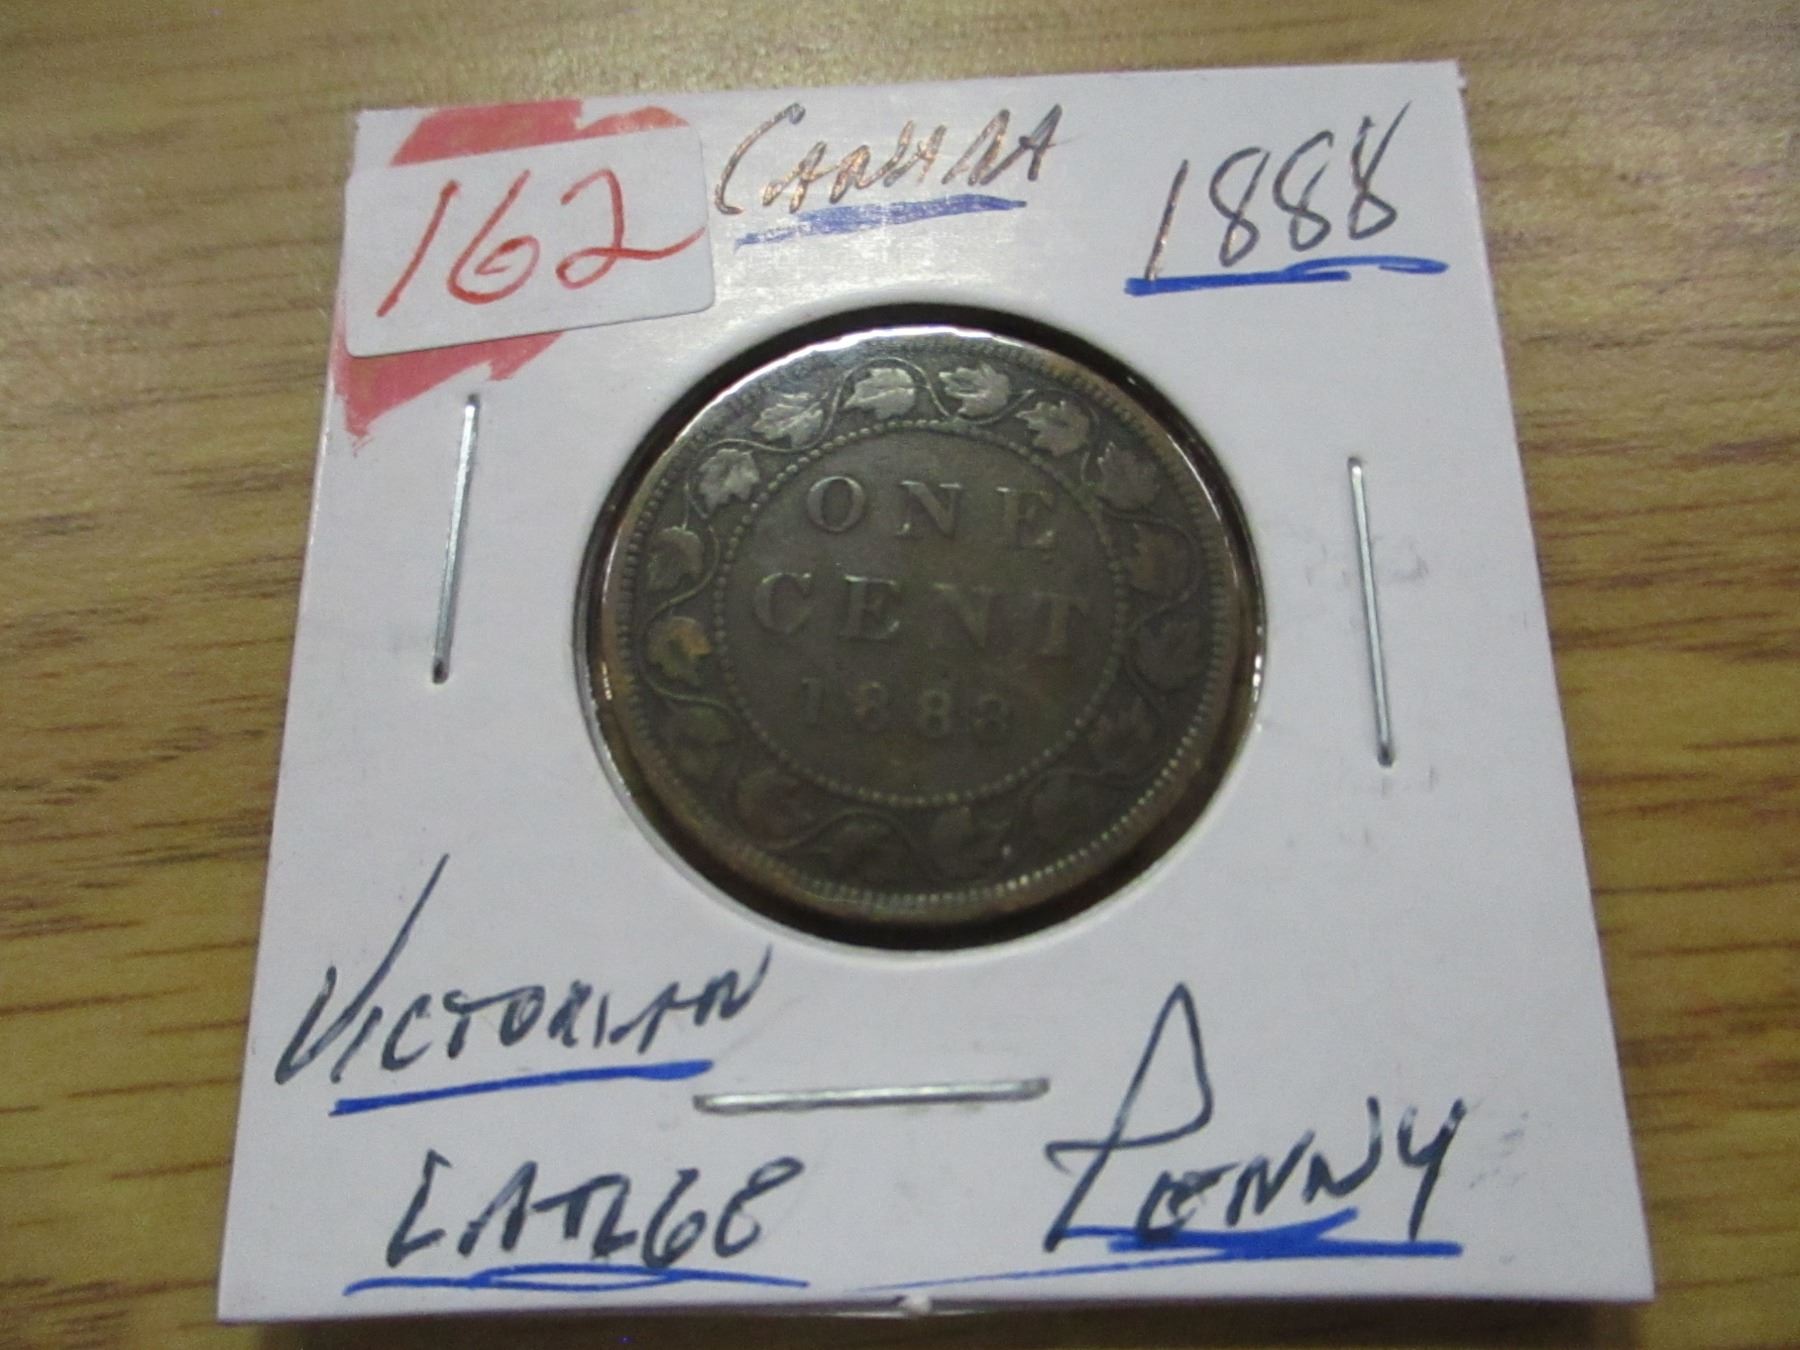 162
CANADA 1888
ONE
CENT
1888
VICTORIAN
LARGE PENNY